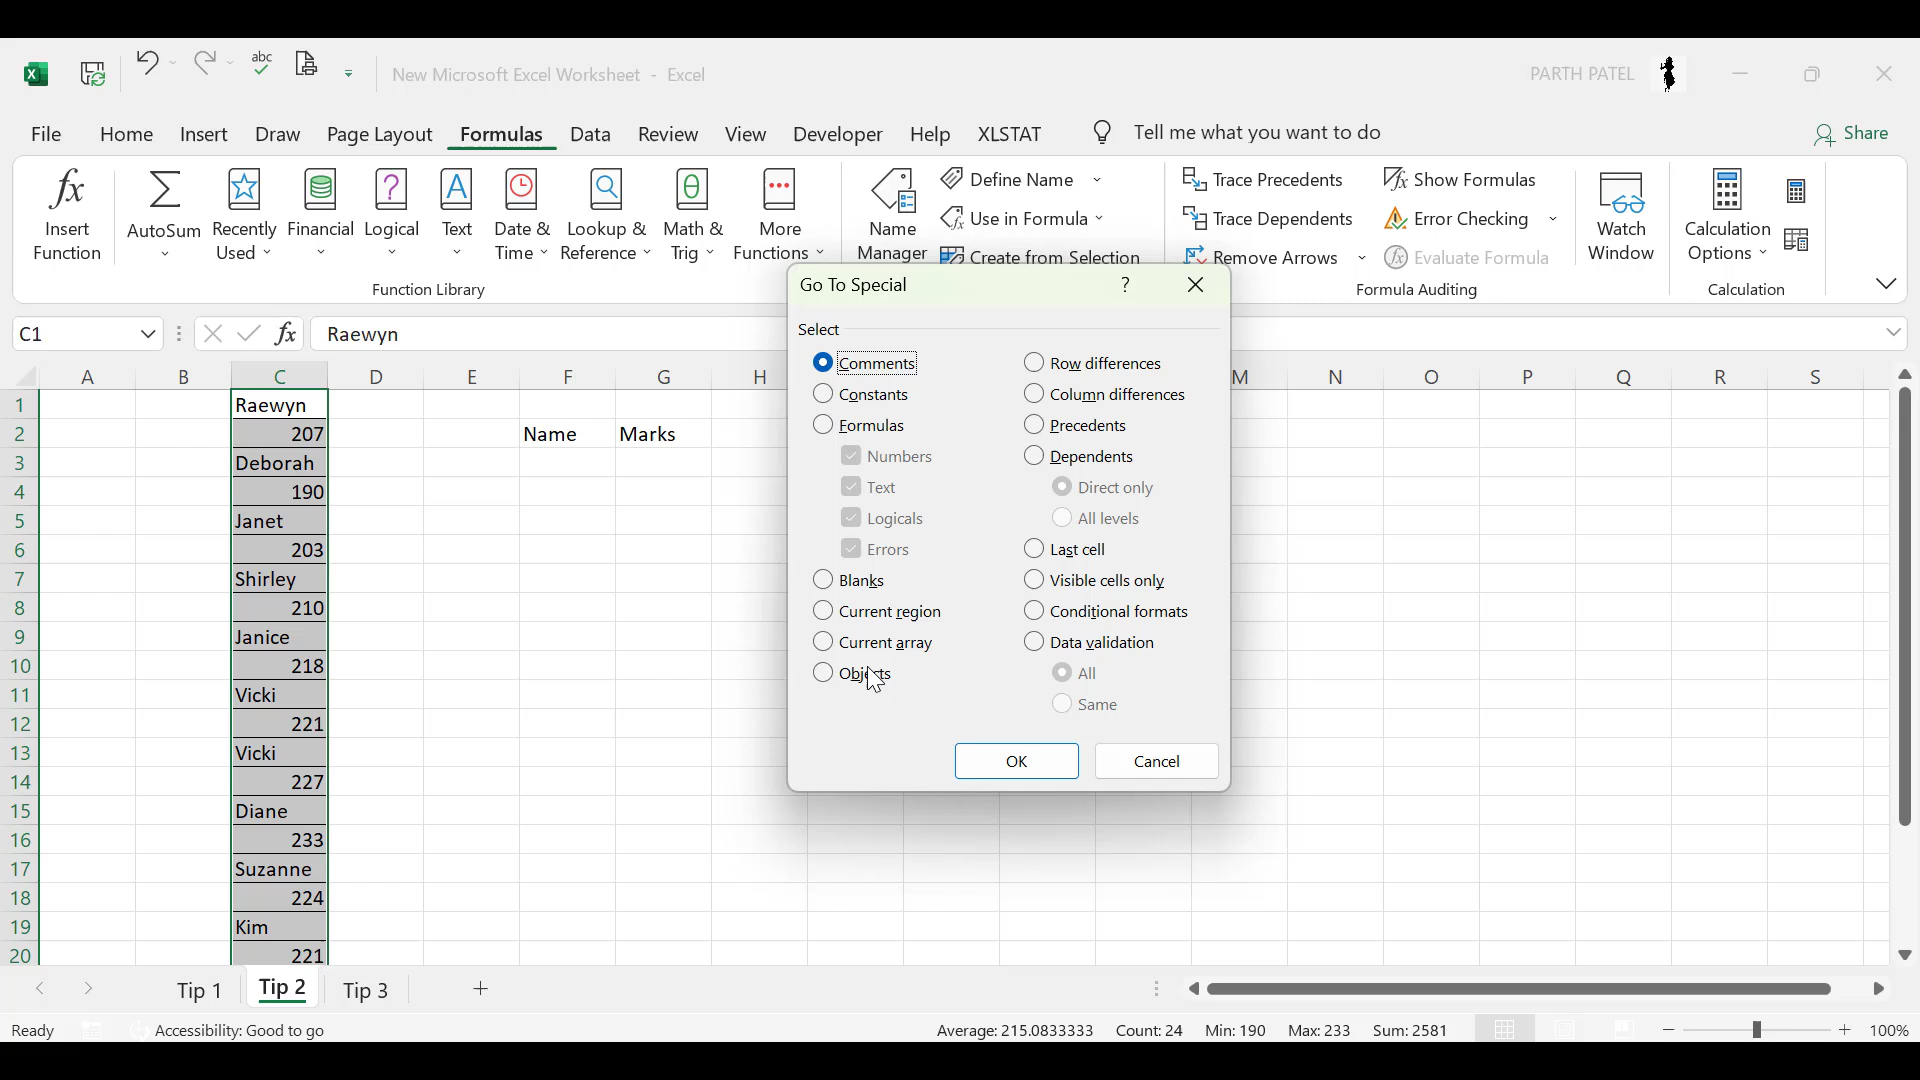 New Microsoft Excel Worksheet - Excel
PARTH PATEL
File Home Insert Draw Page Layout Formulas Data Review View Developer Help XLSTAT Tell me what you want to do Share
fx Insert Function
AutoSum
Recently Used
Financial
Logical
Text
Date & Time
Lookup & Reference
Math & Trig
More Functions
Function Library
Name Manager
Define Name
Use in Formula
Create from Selection
Trace Precedents
Trace Dependents
Remove Arrows
Show Formulas
Error Checking
Evaluate Formula
Formula Auditing
Watch Window
Calculation Options
Calculation
C1 fx Raewyn
A B C D E F G H M N O P Q R S
1 Raewyn
2 207 Name Marks
3 Deborah
4 190
5 Janet
6 203
7 Shirley
8 210
9 Janice
10 218
11 Vicki
12 221
13 Vicki
14 227
15 Diane
16 233
17 Suzanne
18 224
19 Kim
20 221
Go To Special ?
Select
Comments
Constants
Formulas
Numbers
Text
Logicals
Errors
Blanks
Current region
Current array
Objects
Row differences
Column differences
Precedents
Dependents
Direct only
All levels
Last cell
Visible cells only
Conditional formats
Data validation
All
Same
OK Cancel
Tip 1 Tip 2 Tip 3 +
Ready Accessibility: Good to go Average: 215.0833333 Count: 24 Min: 190 Max: 233 Sum: 2581 100%